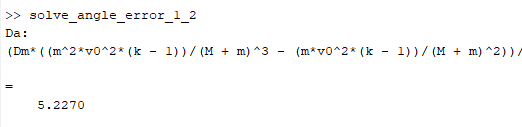 >> solve_angle_error_1_2
Da:
(Dm*((m^2*v0^2*(k - 1))/(M + m)^3 - (m*v0^2*(k - 1))/(M + m)^2))/
=
5.2270